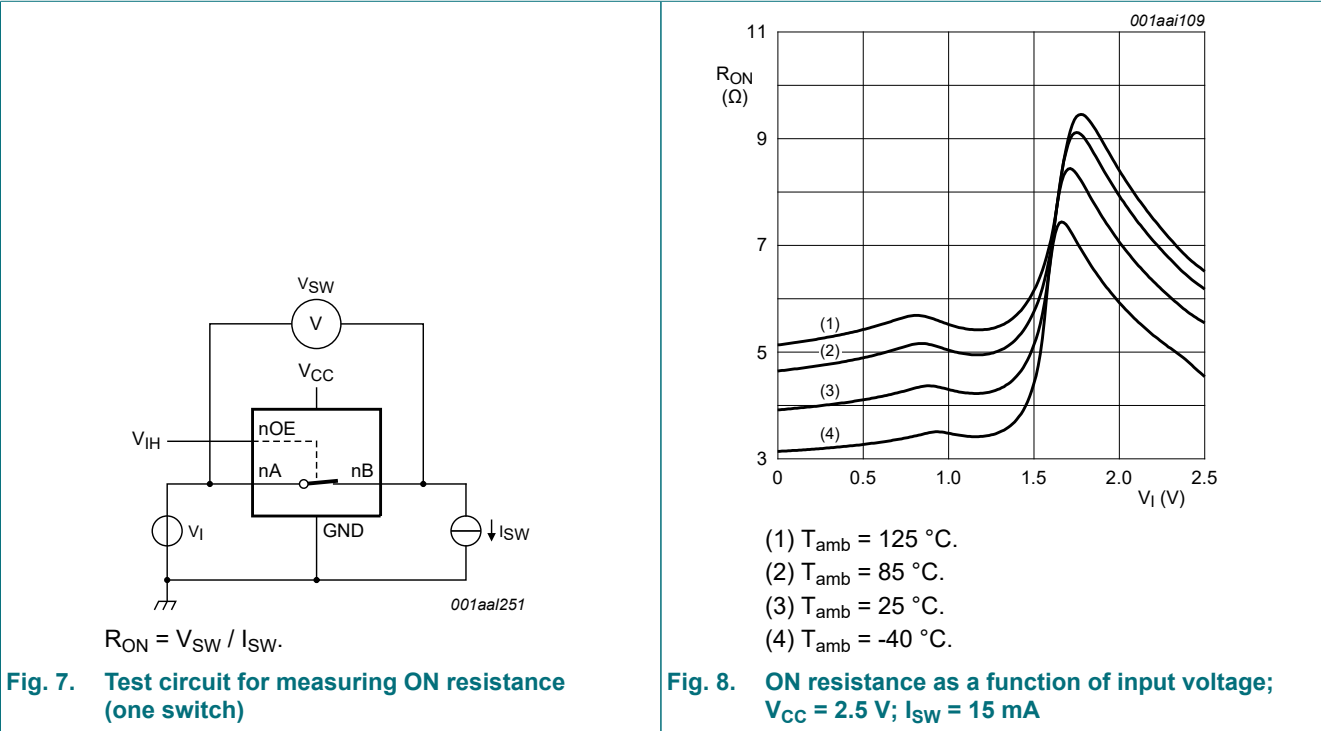 VSW
V
VCC
nOE
VIH
nA
nB
VI
GND
ISW
001aal251
RON = VSW / ISW.
Fig. 7. Test circuit for measuring ON resistance
(one switch)
001aai109
11
RON
(Ω)
9
7
5
3
(1)
(2)
(3)
(4)
0
0.5
1.0
1.5
2.0
2.5
VI (V)
(1) Tamb = 125 °C.
(2) Tamb = 85 °C.
(3) Tamb = 25 °C.
(4) Tamb = -40 °C.
Fig. 8. ON resistance as a function of input voltage;
VCC = 2.5 V; ISW = 15 mA